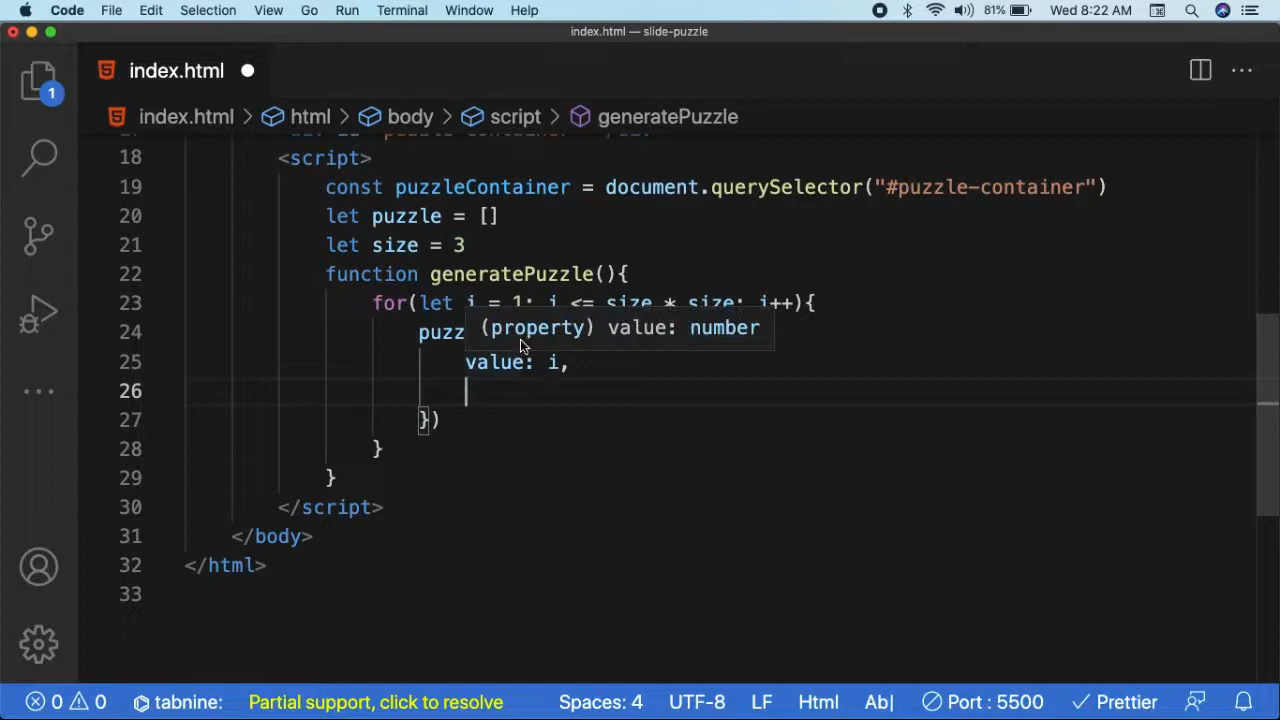 Code File Edit Selection View Go Run Terminal Window Help 81% Wed 8:22 AM
index.html — slide-puzzle
index.html
1
index.html > html > body > script > generatePuzzle
18 <script>
19 const puzzleContainer = document.querySelector("#puzzle-container")
20 let puzzle = []
21 let size = 3
22 function generatePuzzle(){
23 for(let i = 1; i <= size * size; i++){
24 puzz
(property) value: number
25 value: i,
26
27 })
28 }
29 }
30 </script>
31 </body>
32 </html>
33
0 0 tabnine: Partial support, click to resolve Spaces: 4 UTF-8 LF Html Ab| Port : 5500 Prettier